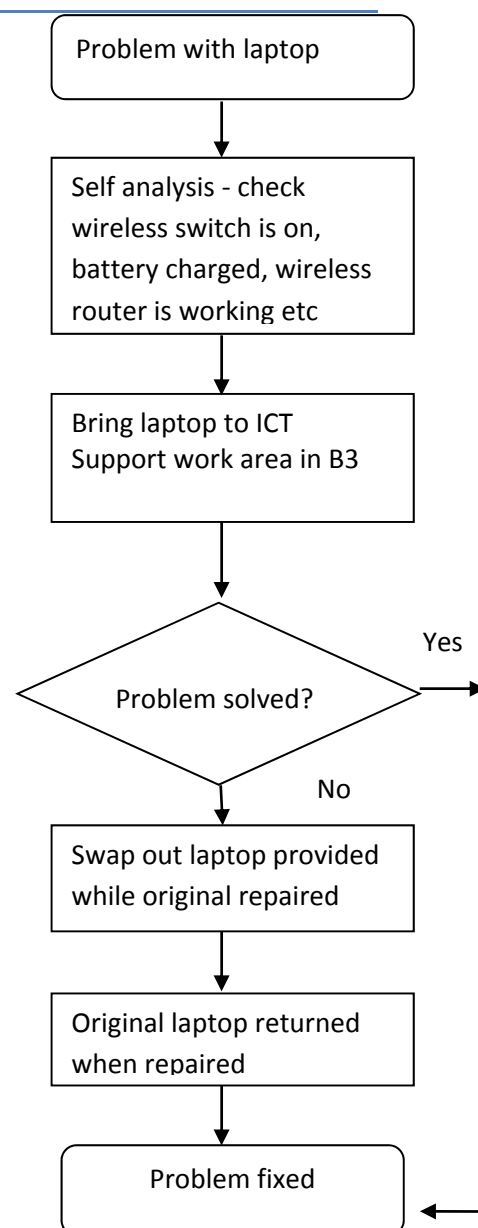 Problem with laptop
Self analysis - check
wireless switch is on,
battery charged, wireless
router is working etc
Bring laptop to ICT
Support work area in B3
Yes
Problem solved?
No
Swap out laptop provided
while original repaired
Original laptop returned
when repaired
Problem fixed